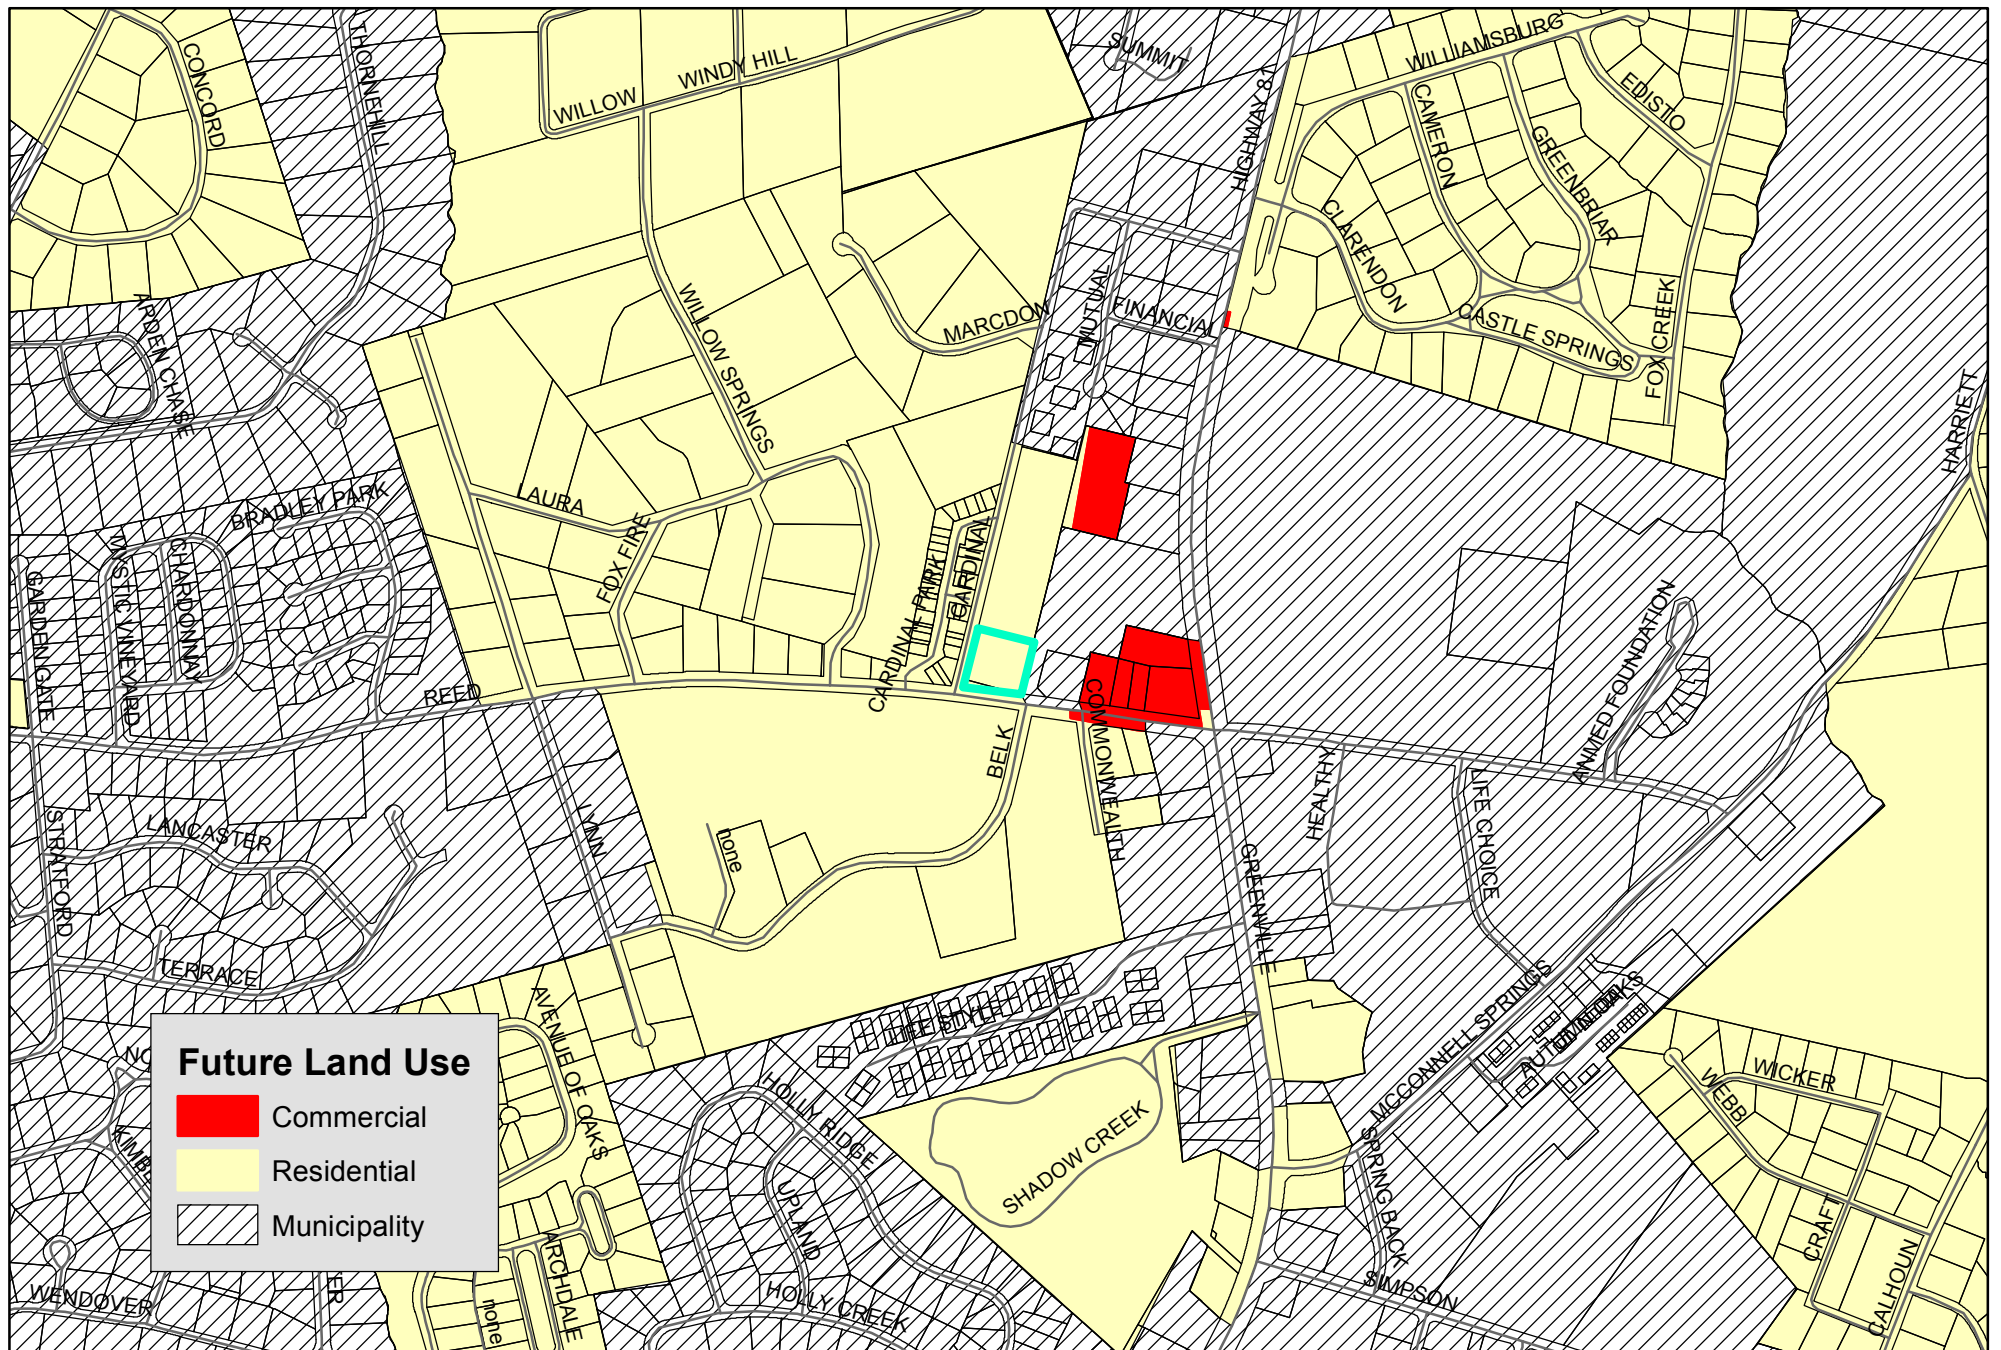 SUMMIT
WILLIAMSBURG
CONCORD
THORNEHILL
WINDY HILL
WILLOW
HIGHWAY 81
EDISTO
CAMERON
GREENBRIAR
CLARENDON
ARDEN CHASE
WILLOW SPRINGS
MARCDON
MUTUAL
FINANCIAL
CASTLE SPRINGS
FOX CREEK
HARRIETT
LAURA
BRADLEY PARK
FOX FIRE
CARDINAL PARK
CARDINAL
GARDEN GATE
MYSTIC VINEYARD
CHARDONNAY
REED
BELK
COMMONWEALTH
ANMED FOUNDATION
HEALTHY
LIFE CHOICE
STRATFORD
LANCASTER
LYNN
none
GREENVILLE
TERRACE
AVENUE OF OAKS
LIFE STYLE
MCCONNELL SPRINGS
AUTUMN OAKS
WICKER
WEBB
HOLLY RIDGE
SHADOW CREEK
SPRING BACK
UPLAND
CRAFT
CALHOUN
Future Land Use
Commercial
Residential
Municipality
WENDOVER
none
ARCHDALE
HOLLY CREEK
SIMPSON